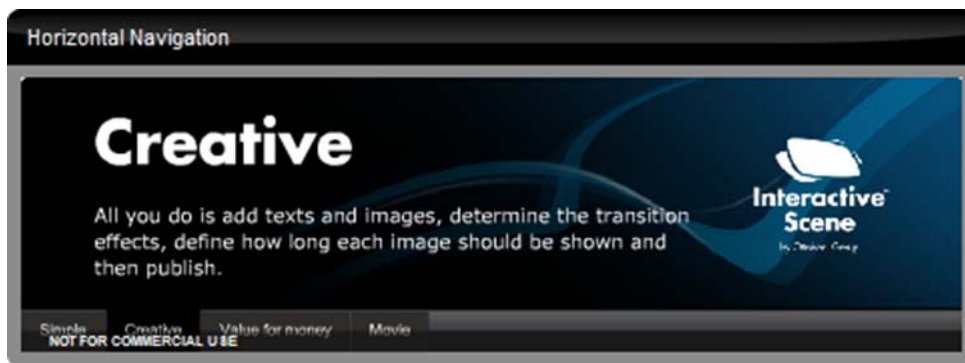 Horizontal Navigation
Creative
All you do is add texts and images, determine the transition
effects, define how long each image should be shown and
then publish.
Interactive
Scene
Simple Creative Value for money Movie
NOT FOR COMMERCIAL USE